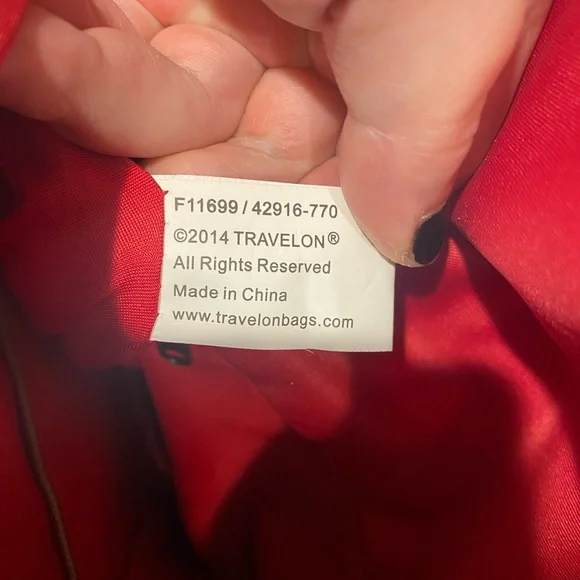 F11699 / 42916-770
©2014 TRAVELON®
All Rights Reserved
Made in China
www.travelonbags.com